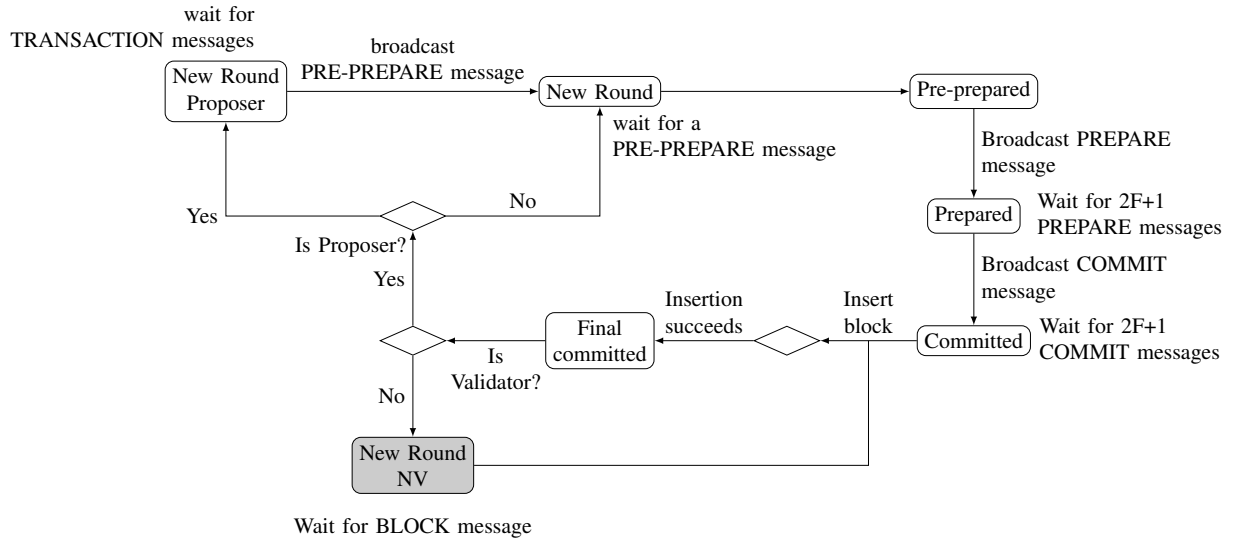 wait for
TRANSACTION messages
New Round
Proposer
broadcast
PRE-PREPARE message
New Round
wait for a
PRE-PREPARE message
Pre-prepared
Broadcast PREPARE
message
Prepared
Wait for 2F+1
PREPARE messages
Broadcast COMMIT
message
Committed
Wait for 2F+1
COMMIT messages
Insert
block
Insertion
succeeds
Final
committed
Is
Validator?
Yes
No
Is Proposer?
Yes
No
New Round
NV
Wait for BLOCK message